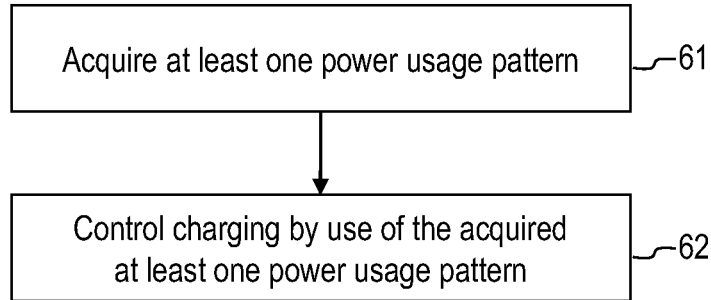 Acquire at least one power usage pattern
61
Control charging by use of the acquired
at least one power usage pattern
62